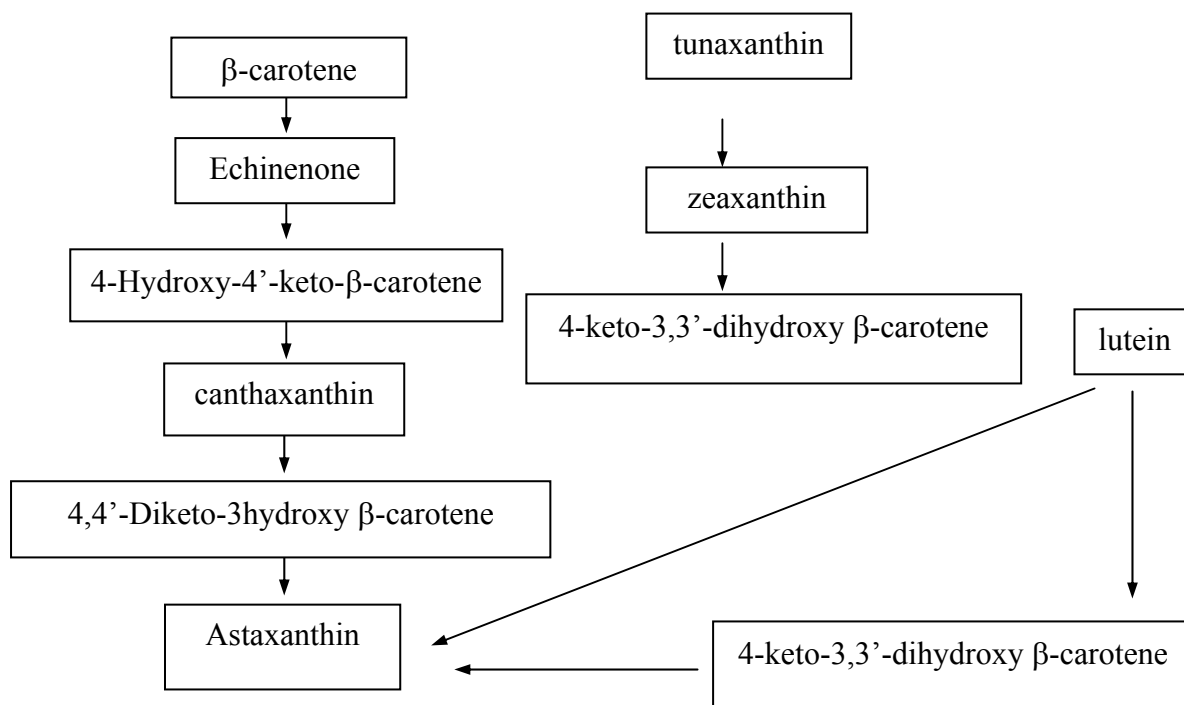 β-carotene
Echinenone
4-Hydroxy-4’-keto-β-carotene
canthaxanthin
4,4’-Diketo-3hydroxy β-carotene
Astaxanthin
tunaxanthin
zeaxanthin
4-keto-3,3’-dihydroxy β-carotene
lutein
4-keto-3,3’-dihydroxy β-carotene